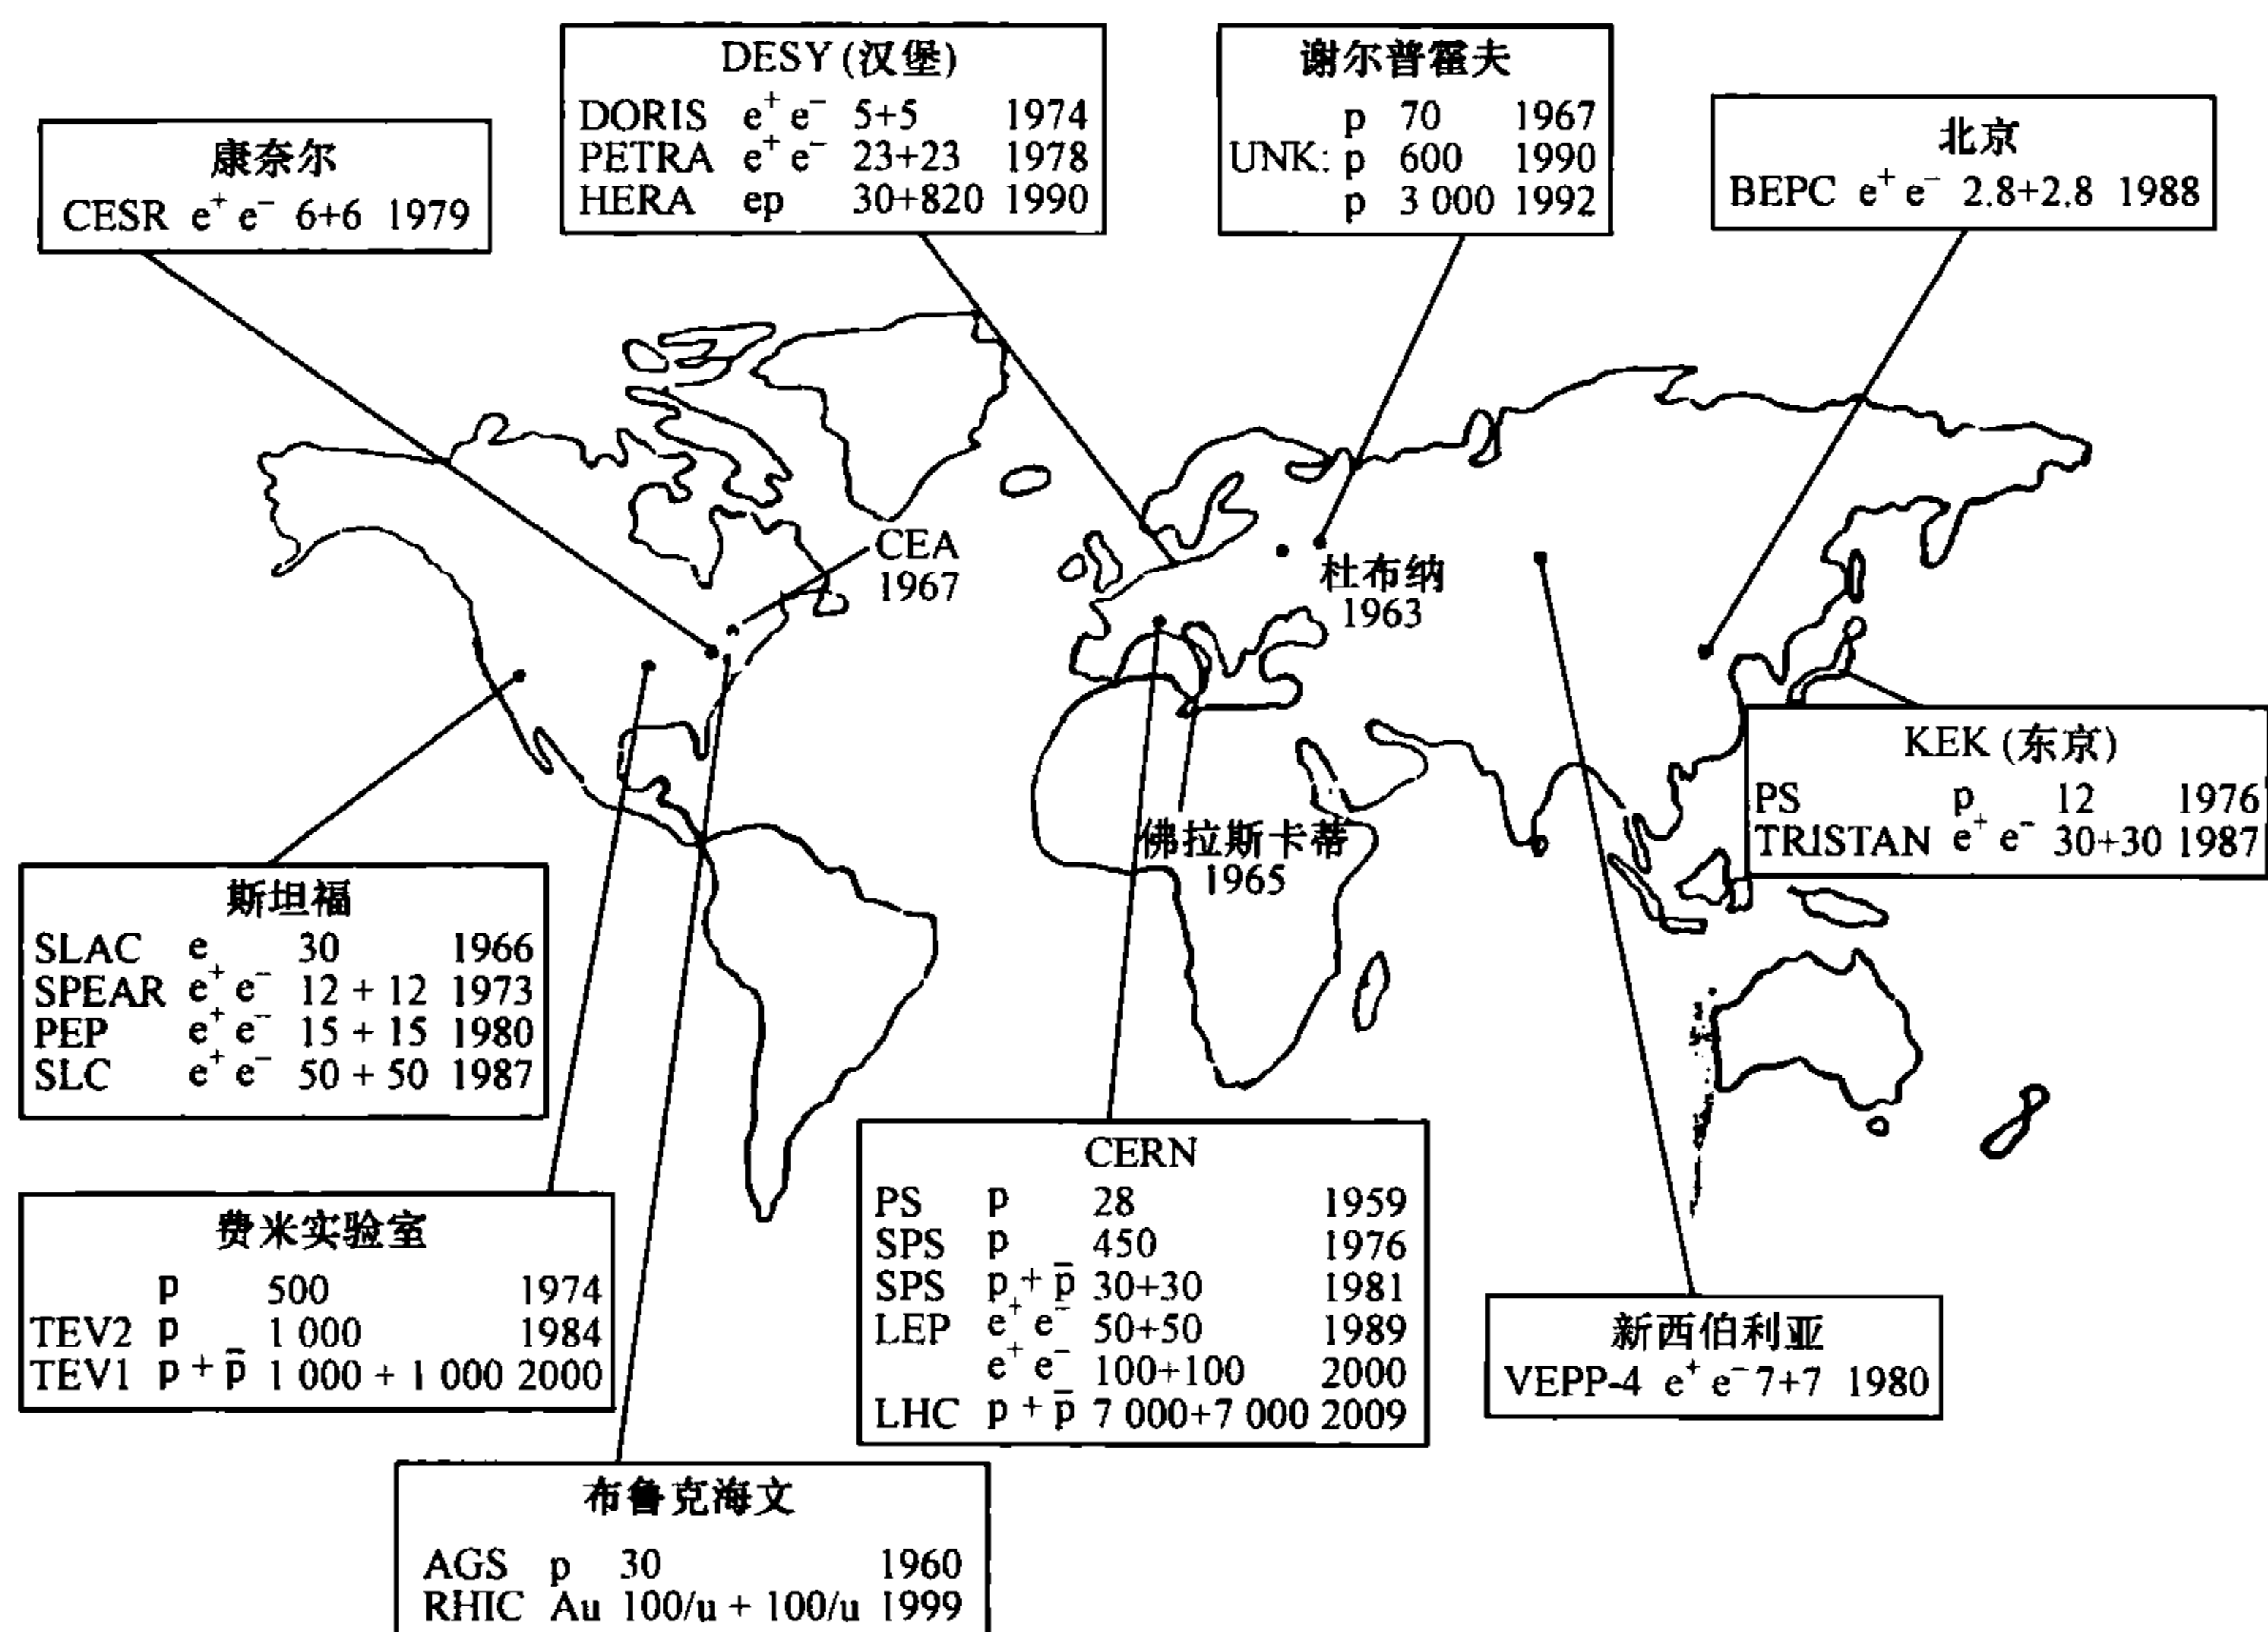 DESY (汉堡)
DORIS e⁺ e⁻ 5+5 1974
PETRA e⁺ e⁻ 23+23 1978
HERA ep 30+820 1990
谢尔普霍夫
p 70 1967
UNK: p 600 1990
p 3 000 1992
北京
BEPC e⁺ e⁻ 2.8+2.8 1988
康奈尔
CESR e⁺ e⁻ 6+6 1979
CEA
1967
杜布纳
1963
KEK (东京)
PS p 12 1976
TRISTAN e⁺ e⁻ 30+30 1987
佛拉斯卡蒂
1965
斯坦福
SLAC e 30 1966
SPEAR e⁺ e⁻ 12 + 12 1973
PEP e⁺ e⁻ 15 + 15 1980
SLC e⁺ e⁻ 50 + 50 1987
费米实验室
p 500 1974
TEV2 p 1 000 1984
TEV1 p + p̄ 1 000 + 1 000 2000
CERN
PS p 28 1959
SPS p 450 1976
SPS p + p̄ 30+30 1981
LEP e⁺ e⁻ 50+50 1989
e⁺ e⁻ 100+100 2000
LHC p + p̄ 7 000+7 000 2009
新西伯利亚
VEPP-4 e⁺ e⁻ 7+7 1980
布鲁克海文
AGS p 30 1960
RHIC Au 100/u + 100/u 1999